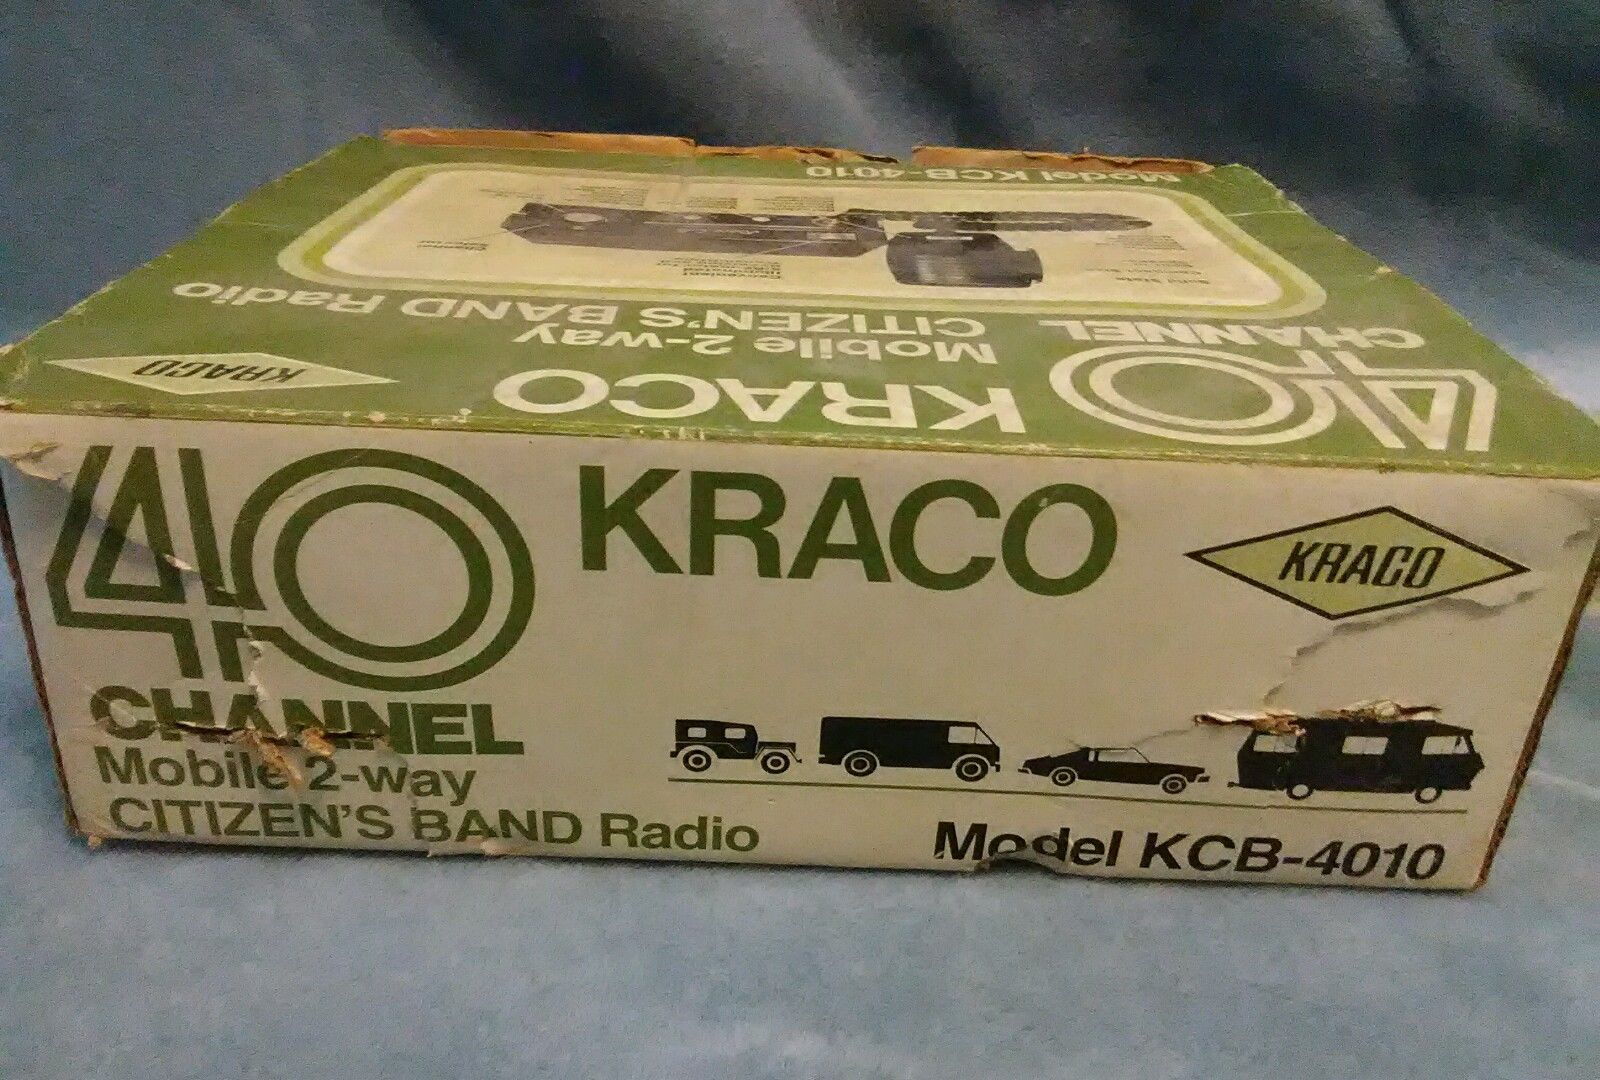 Model KCB-4010
40
CHANNEL
KRACO
Mobile 2-way
CITIZEN'S BAND Radio
KRACO
40
CHANNEL
Mobile 2-way
CITIZEN'S BAND Radio
KRACO
KRACO
Model KCB-4010